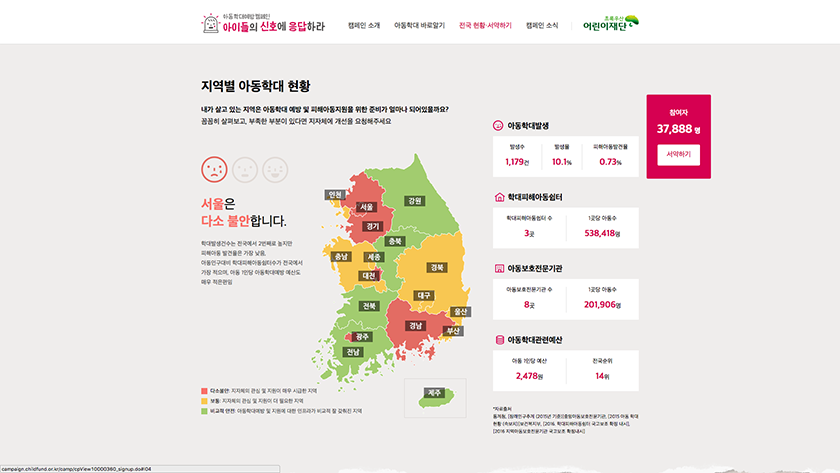 아동학대예방캠페인
아이들의 신호에 응답하라
캠페인 소개
아동학대 바로알기
전국 현황·서약하기
캠페인 소식
초록우산
어린이재단
지역별 아동학대 현황
내가 살고 있는 지역은 아동학대 예방 및 피해아동지원을 위한 준비가 얼마나 되어있을까요?
꼼꼼히 살펴보고, 부족한 부분이 있다면 지자체에 개선을 요청해주세요
서울은
다소 불안합니다.
학대발생건수는 전국에서 2번째로 높지만
피해아동 발견율은 가장 낮음,
아동인구대비 학대피해아동쉼터수가 전국에서
가장 적으며, 아동 1인당 아동학대예방 예산도
매우 적은편임
인천
서울
강원
경기
충북
충남
세종
경북
대전
대구
전북
울산
경남
부산
광주
전남
제주
다소불안: 지자체의 관심 및 지원이 매우 시급한 지역
보통: 지자체의 관심 및 지원이 더 필요한 지역
비교적 안전: 아동학대예방 및 지원에 대한 인프라가 비교적 잘 갖춰진 지역
아동학대발생
발생수
발생율
피해아동발견율
1,179건
10.1%
0.73%
학대피해아동쉼터
학대피해아동쉼터 수
1곳당 아동수
3곳
538,418명
아동보호전문기관
아동보호전문기관 수
1곳당 아동수
8곳
201,906명
아동학대관련예산
아동 1인당 예산
전국순위
2,478원
14위
*자료출처
통계청, [장래인구추계 (2015년 기준)]중앙아동보호전문기관, [2015 아동 학대
현황 (속보치)]보건복지부, [2016. 학대피해아동쉼터 국고보조 확정 내시],
[2016 지역아동보호전문기관 국고보조 확정내시]
참여자
37,888 명
서약하기
campaign.childfund.or.kr/camp/cpView10000360_signup.do#04